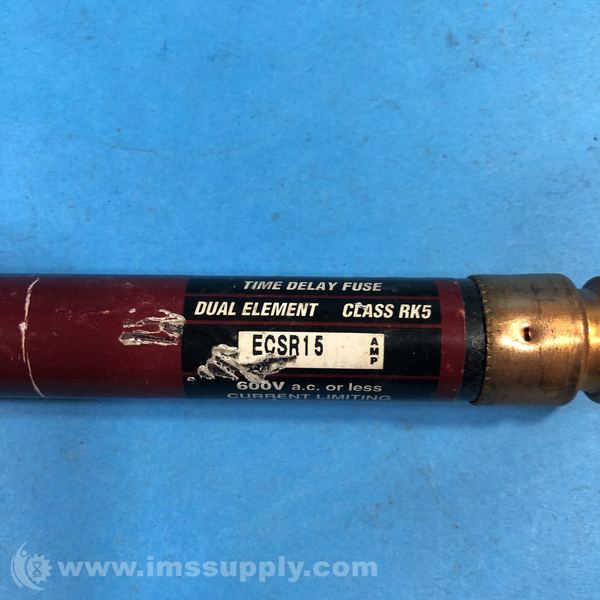 TIME DELAY FUSE
DUAL ELEMENT CLASS RK5
ECSR15 AMP
600V a.c. or less
CURRENT LIMITING
www.imssupply.com